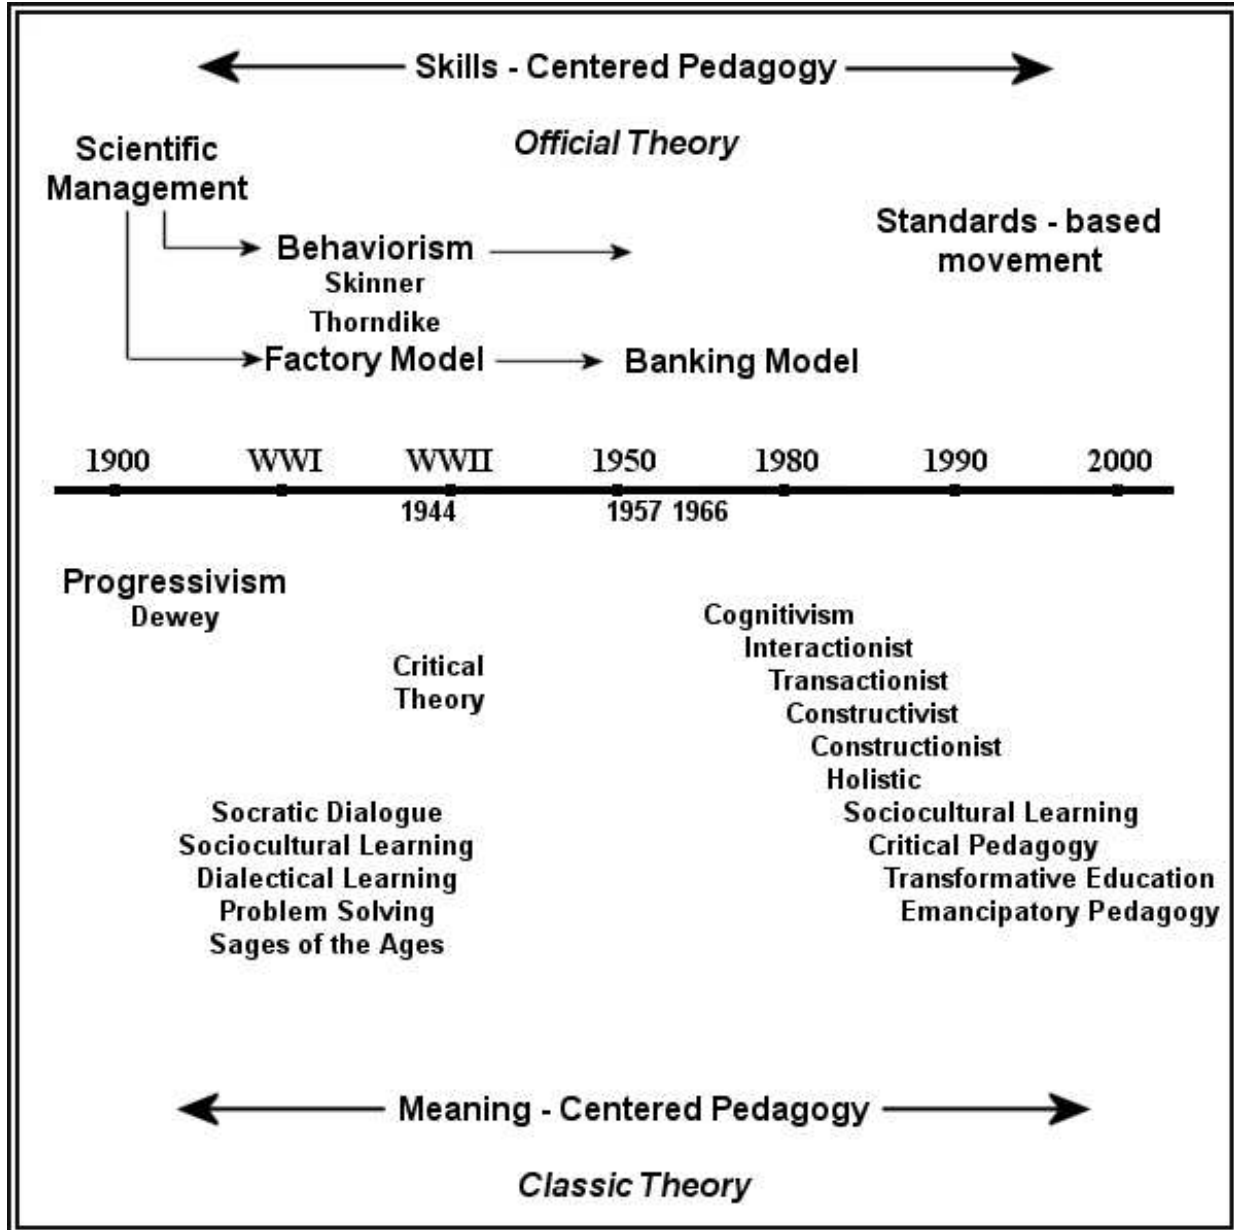 Skills - Centered Pedagogy
Official Theory
Scientific
Management
Standards - based
movement
Behaviorism
Skinner
Thorndike
Factory Model
Banking Model
1900 WWI WWII 1950 1980 1990 2000
1944 1957 1966
Progressivism
Dewey
Critical
Theory
Cognitivism
Interactionist
Transactionist
Constructivist
Constructionist
Holistic
Socratic Dialogue
Sociocultural Learning
Dialectical Learning
Problem Solving
Sages of the Ages
Sociocultural Learning
Critical Pedagogy
Transformative Education
Emancipatory Pedagogy
Meaning - Centered Pedagogy
Classic Theory